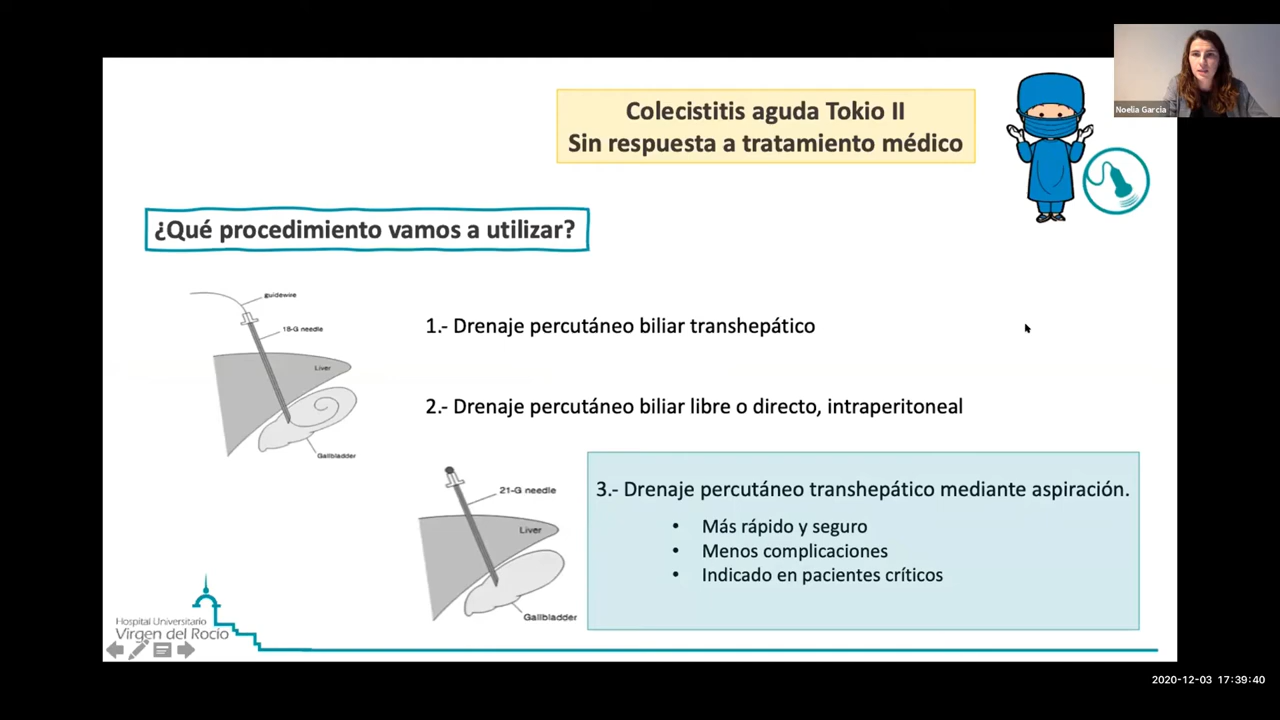 Noelia Garcia
Colecistitis aguda Tokio II
Sin respuesta a tratamiento médico
¿Qué procedimiento vamos a utilizar?
guidewire
18-G needle
Liver
Gallbladder
1.- Drenaje percutáneo biliar transhepático
2.- Drenaje percutáneo biliar libre o directo, intraperitoneal
21-G needle
Liver
Gallbladder
3.- Drenaje percutáneo transhepático mediante aspiración.
• Más rápido y seguro
• Menos complicaciones
• Indicado en pacientes críticos
Hospital Universitario
Virgen del Rocío
2020-12-03 17:39:40